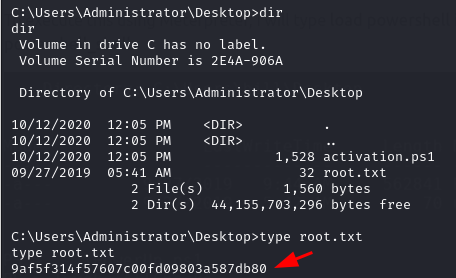 C:\Users\Administrator\Desktop>dir
dir
 Volume in drive C has no label.
 Volume Serial Number is 2E4A-906A
 Directory of C:\Users\Administrator\Desktop
10/12/2020  12:05 PM    <DIR>          .
10/12/2020  12:05 PM    <DIR>          ..
10/12/2020  12:05 PM             1,528 activation.ps1
09/27/2019  05:41 AM                32 root.txt
               2 File(s)          1,560 bytes
               2 Dir(s)  44,155,703,296 bytes free
C:\Users\Administrator\Desktop>type root.txt
type root.txt
9af5f314f57607c00fd09803a587db80